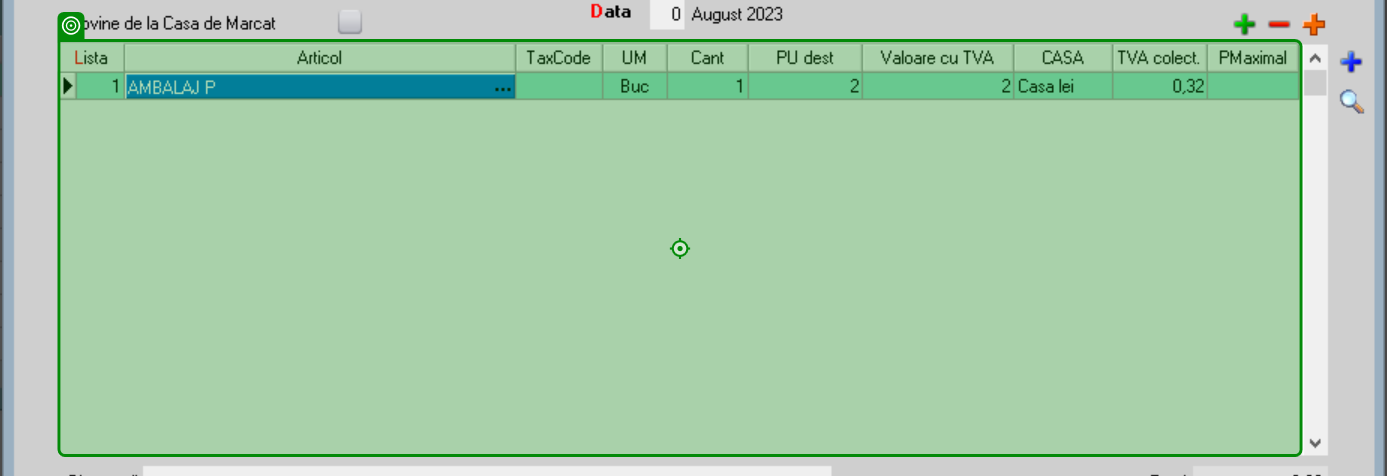 ovine de la Casa de Marcat
Data 0 August 2023
Lista Articol TaxCode UM Cant PU dest Valoare cu TVA CASA TVA colect. PMaximal
1 AMBALAJ P ... Buc 1 2 2 Casa lei 0,32